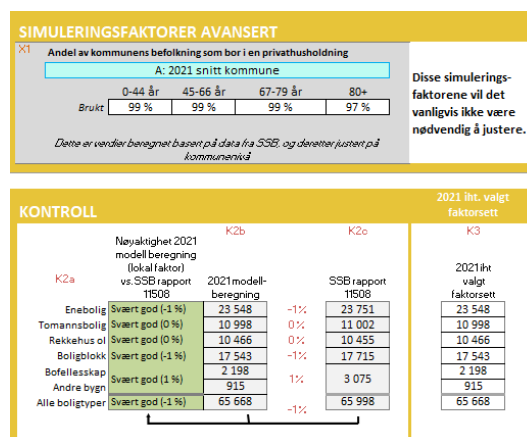 SIMULERINGSFAKTORER AVANSERT
X1 Andel av kommunens befolkning som bor i en privathusholdning
A: 2021 snitt kommune
0-44 år 45-66 år 67-79 år 80+
Brukt 99 % 99 % 99 % 97 %
Dette er verdier beregnet basert på data fra SSB, og deretter justert på
kommunenivå
Disse simulerings-
faktorene vil det
vanligvis ikke være
nødvendig å justere.
KONTROLL
2021 iht. valgt
faktorsett
K2a
Nøyaktighet 2021
modell beregning
(lokal faktor)
vs.SSB rapport
11508
K2b
2021 modell-
beregning
K2c
SSB rapport
11508
K3
2021 iht
valgt
faktorsett
Enebolig Svært god (-1 %) 23 548 -1% 23 751 23 548
Tomannsbolig Svært god (0 %) 10 998 0% 11 002 10 998
Rekkehus ol Svært god (0 %) 10 466 0% 10 455 10 466
Boligblokk Svært god (-1 %) 17 543 -1% 17 715 17 543
Bofellesskap 2 198 2 198
Svært god (1 %) 1% 3 075
Andre bygn 915 915
Alle boligtyper Svært god (-1 %) 65 668 -1% 65 998 65 668